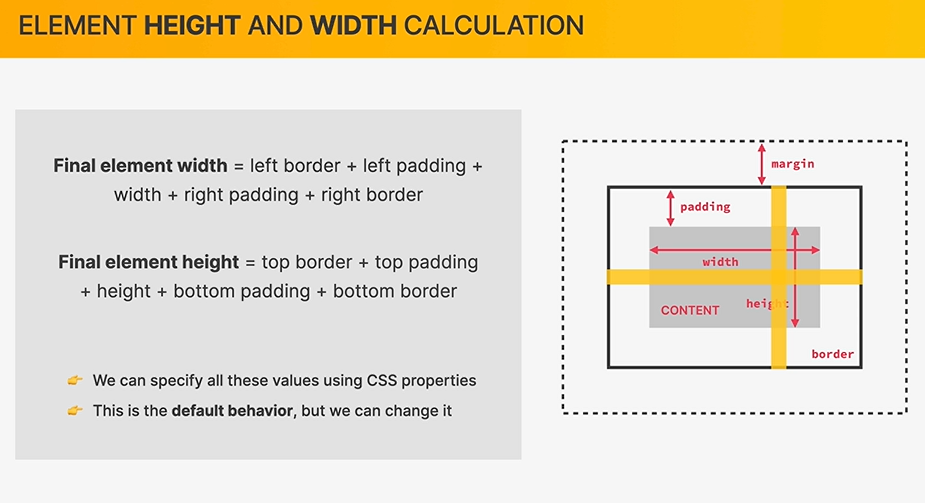 ELEMENT HEIGHT AND WIDTH CALCULATION
Final element width = left border + left padding +
width + right padding + right border
Final element height = top border + top padding
+ height + bottom padding + bottom border
👉 We can specify all these values using CSS properties
👉 This is the default behavior, but we can change it
margin
padding
width
height
CONTENT
border